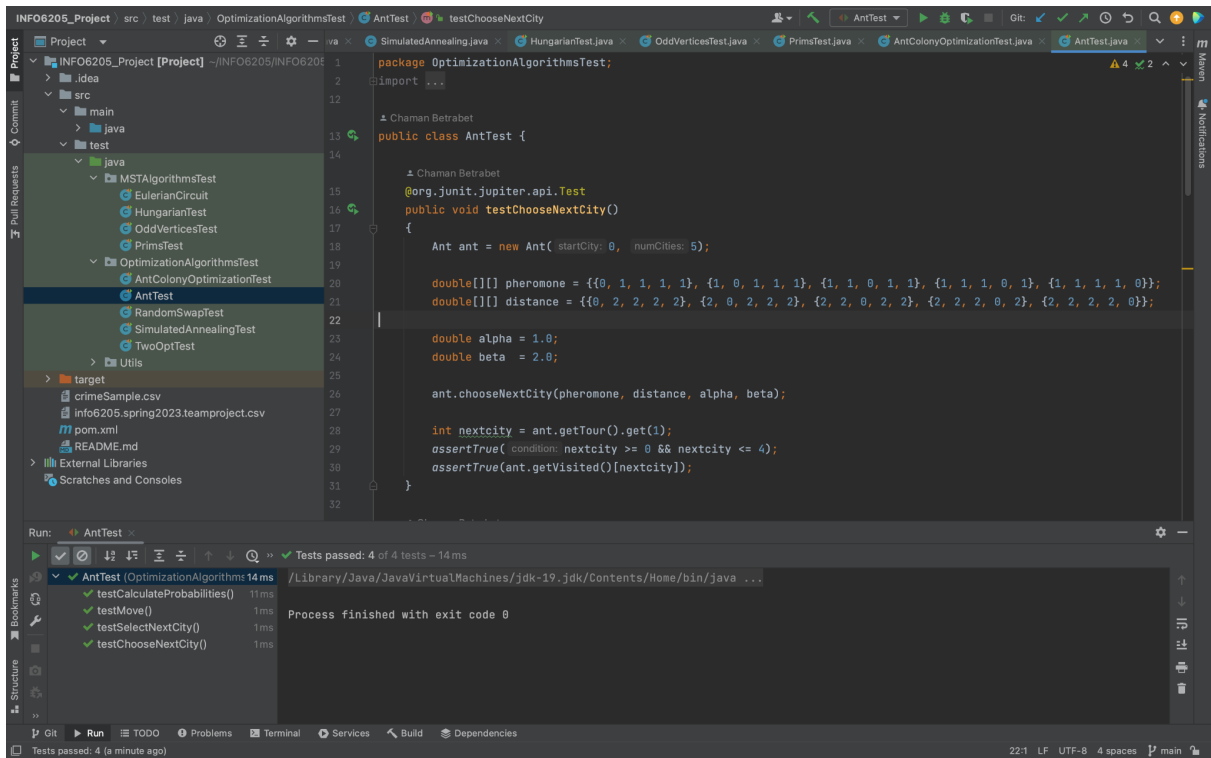 INFO6205_Project › src › test › java › OptimizationAlgorithmsTest › AntTest › testChooseNextCity
AntTest
Git:
Project
va
SimulatedAnnealing.java
HungarianTest.java
OddVerticesTest.java
PrimsTest.java
AntColonyOptimizationTest.java
AntTest.java
Project
Commit
Pull Requests
INFO6205_Project [Project] ~/INFO6205/INFO6205
.idea
src
main
java
test
java
MSTAlgorithmsTest
EulerianCircuit
HungarianTest
OddVerticesTest
PrimsTest
OptimizationAlgorithmsTest
AntColonyOptimizationTest
AntTest
RandomSwapTest
SimulatedAnnealingTest
TwoOptTest
Utils
target
crimeSample.csv
info6205.spring2023.teamproject.csv
pom.xml
README.md
External Libraries
Scratches and Consoles
4 2
1 package OptimizationAlgorithmsTest;
2 import ...
12
Chaman Betrabet
13 public class AntTest {
14
Chaman Betrabet
15 @org.junit.jupiter.api.Test
16 public void testChooseNextCity()
17 {
18 Ant ant = new Ant( startCity: 0, numCities: 5);
19
20 double[][] pheromone = {{0, 1, 1, 1, 1}, {1, 0, 1, 1, 1}, {1, 1, 0, 1, 1}, {1, 1, 1, 0, 1}, {1, 1, 1, 1, 0}};
21 double[][] distance = {{0, 2, 2, 2, 2}, {2, 0, 2, 2, 2}, {2, 2, 0, 2, 2}, {2, 2, 2, 0, 2}, {2, 2, 2, 2, 0}};
22
23 double alpha = 1.0;
24 double beta = 2.0;
25
26 ant.chooseNextCity(pheromone, distance, alpha, beta);
27
28 int nextcity = ant.getTour().get(1);
29 assertTrue( condition: nextcity >= 0 && nextcity <= 4);
30 assertTrue(ant.getVisited()[nextcity]);
31 }
32
m
Maven
Notifications
Run: AntTest
Tests passed: 4 of 4 tests – 14 ms
AntTest (OptimizationAlgorithms 14 ms
testCalculateProbabilities() 11 ms
testMove() 1 ms
testSelectNextCity() 1 ms
testChooseNextCity() 1 ms
/Library/Java/JavaVirtualMachines/jdk-19.jdk/Contents/Home/bin/java ...
Process finished with exit code 0
Bookmarks
Structure
Git
Run
TODO
Problems
Terminal
Services
Build
Dependencies
Tests passed: 4 (a minute ago)
22:1 LF UTF-8 4 spaces main